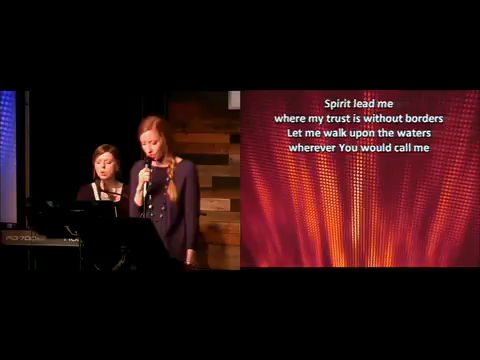 Spirit lead me
where my trust is without borders
Let me walk upon the waters
wherever You would call me